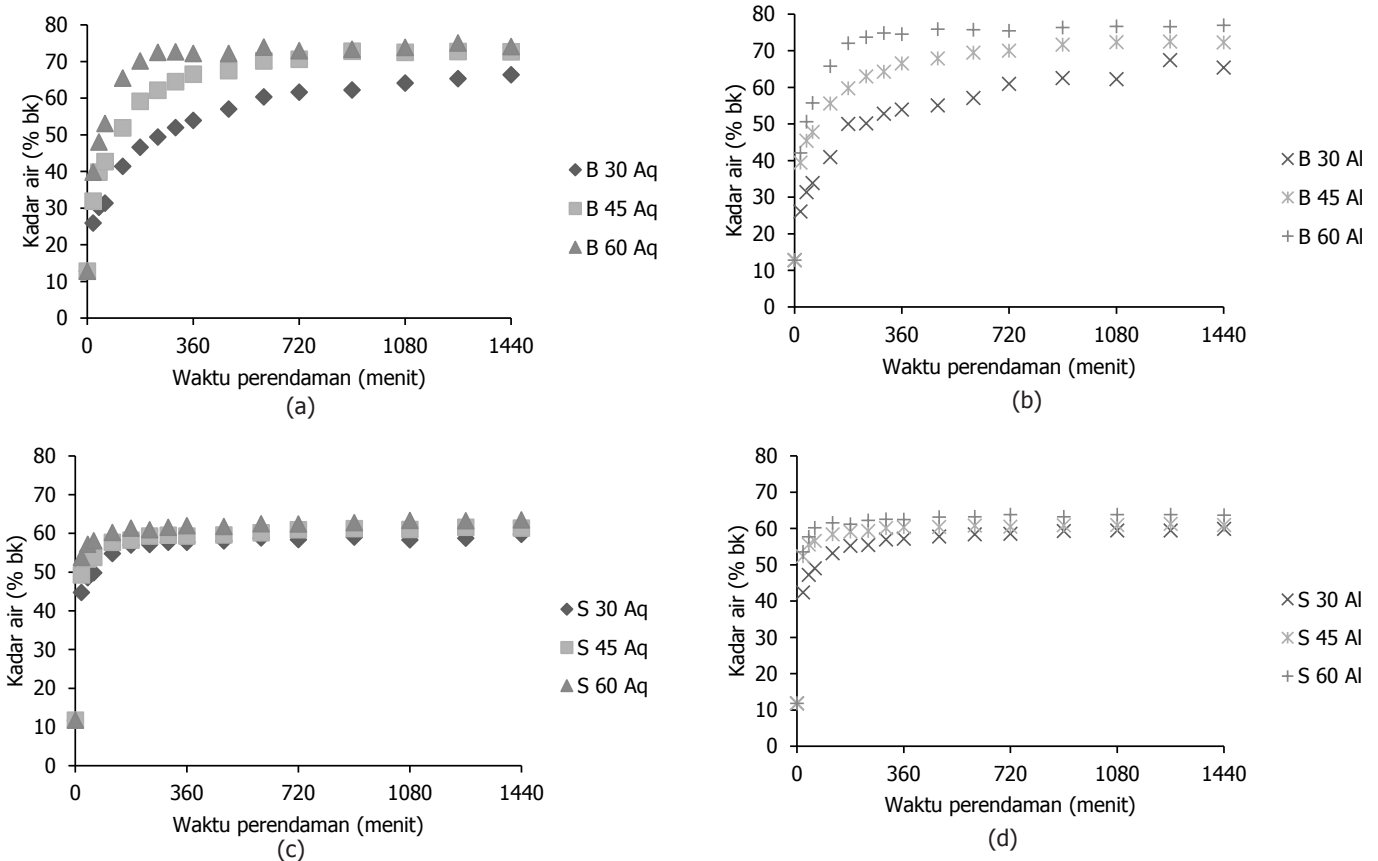 80
70
60
50
40
30
20
10
0
Kadar air (% bk)
0 360 720 1080 1440
Waktu perendaman (menit)
B 30 Aq
B 45 Aq
B 60 Aq
(a)
80
70
60
50
40
30
20
10
0
Kadar air (% bk)
0 360 720 1080 1440
Waktu perendaman (menit)
B 30 Al
B 45 Al
B 60 Al
(b)
80
70
60
50
40
30
20
10
0
Kadar air (% bk)
0 360 720 1080 1440
Waktu perendaman (menit)
S 30 Aq
S 45 Aq
S 60 Aq
(c)
80
70
60
50
40
30
20
10
0
Kadar air (% bk)
0 360 720 1080 1440
Waktu perendaman (menit)
S 30 Al
S 45 Al
S 60 Al
(d)